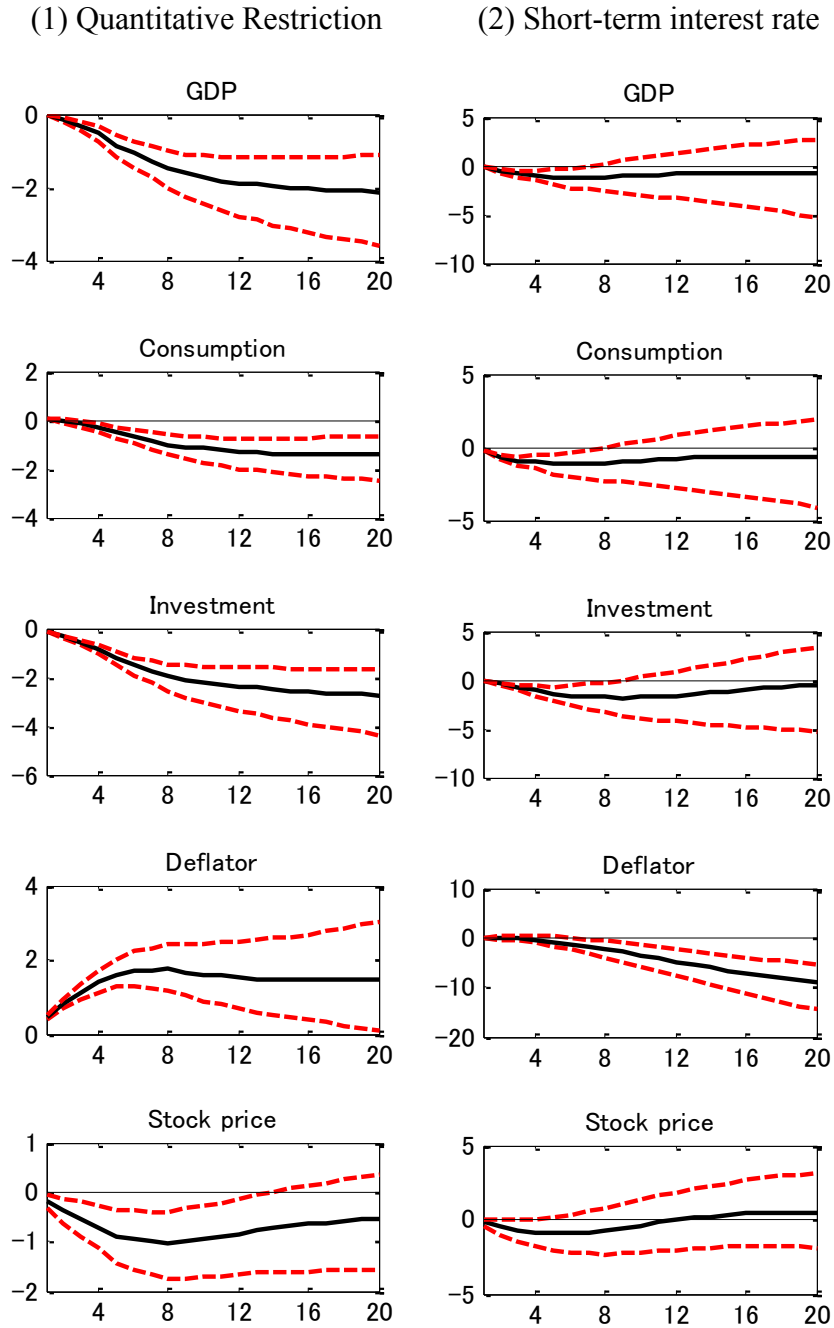 (1) Quantitative Restriction (2) Short-term interest rate
GDP GDP
0 5
-2 0
-4 -5
-10
4 8 12 16 20 4 8 12 16 20
Consumption Consumption
2 5
0 0
-2 -5
-4
4 8 12 16 20 4 8 12 16 20
Investment Investment
0 5
-2 0
-4 -5
-6 -10
4 8 12 16 20 4 8 12 16 20
Deflator Deflator
4 10
2 0
0 -10
-20
4 8 12 16 20 4 8 12 16 20
Stock price Stock price
1 5
0 0
-1 -5
-2
4 8 12 16 20 4 8 12 16 20